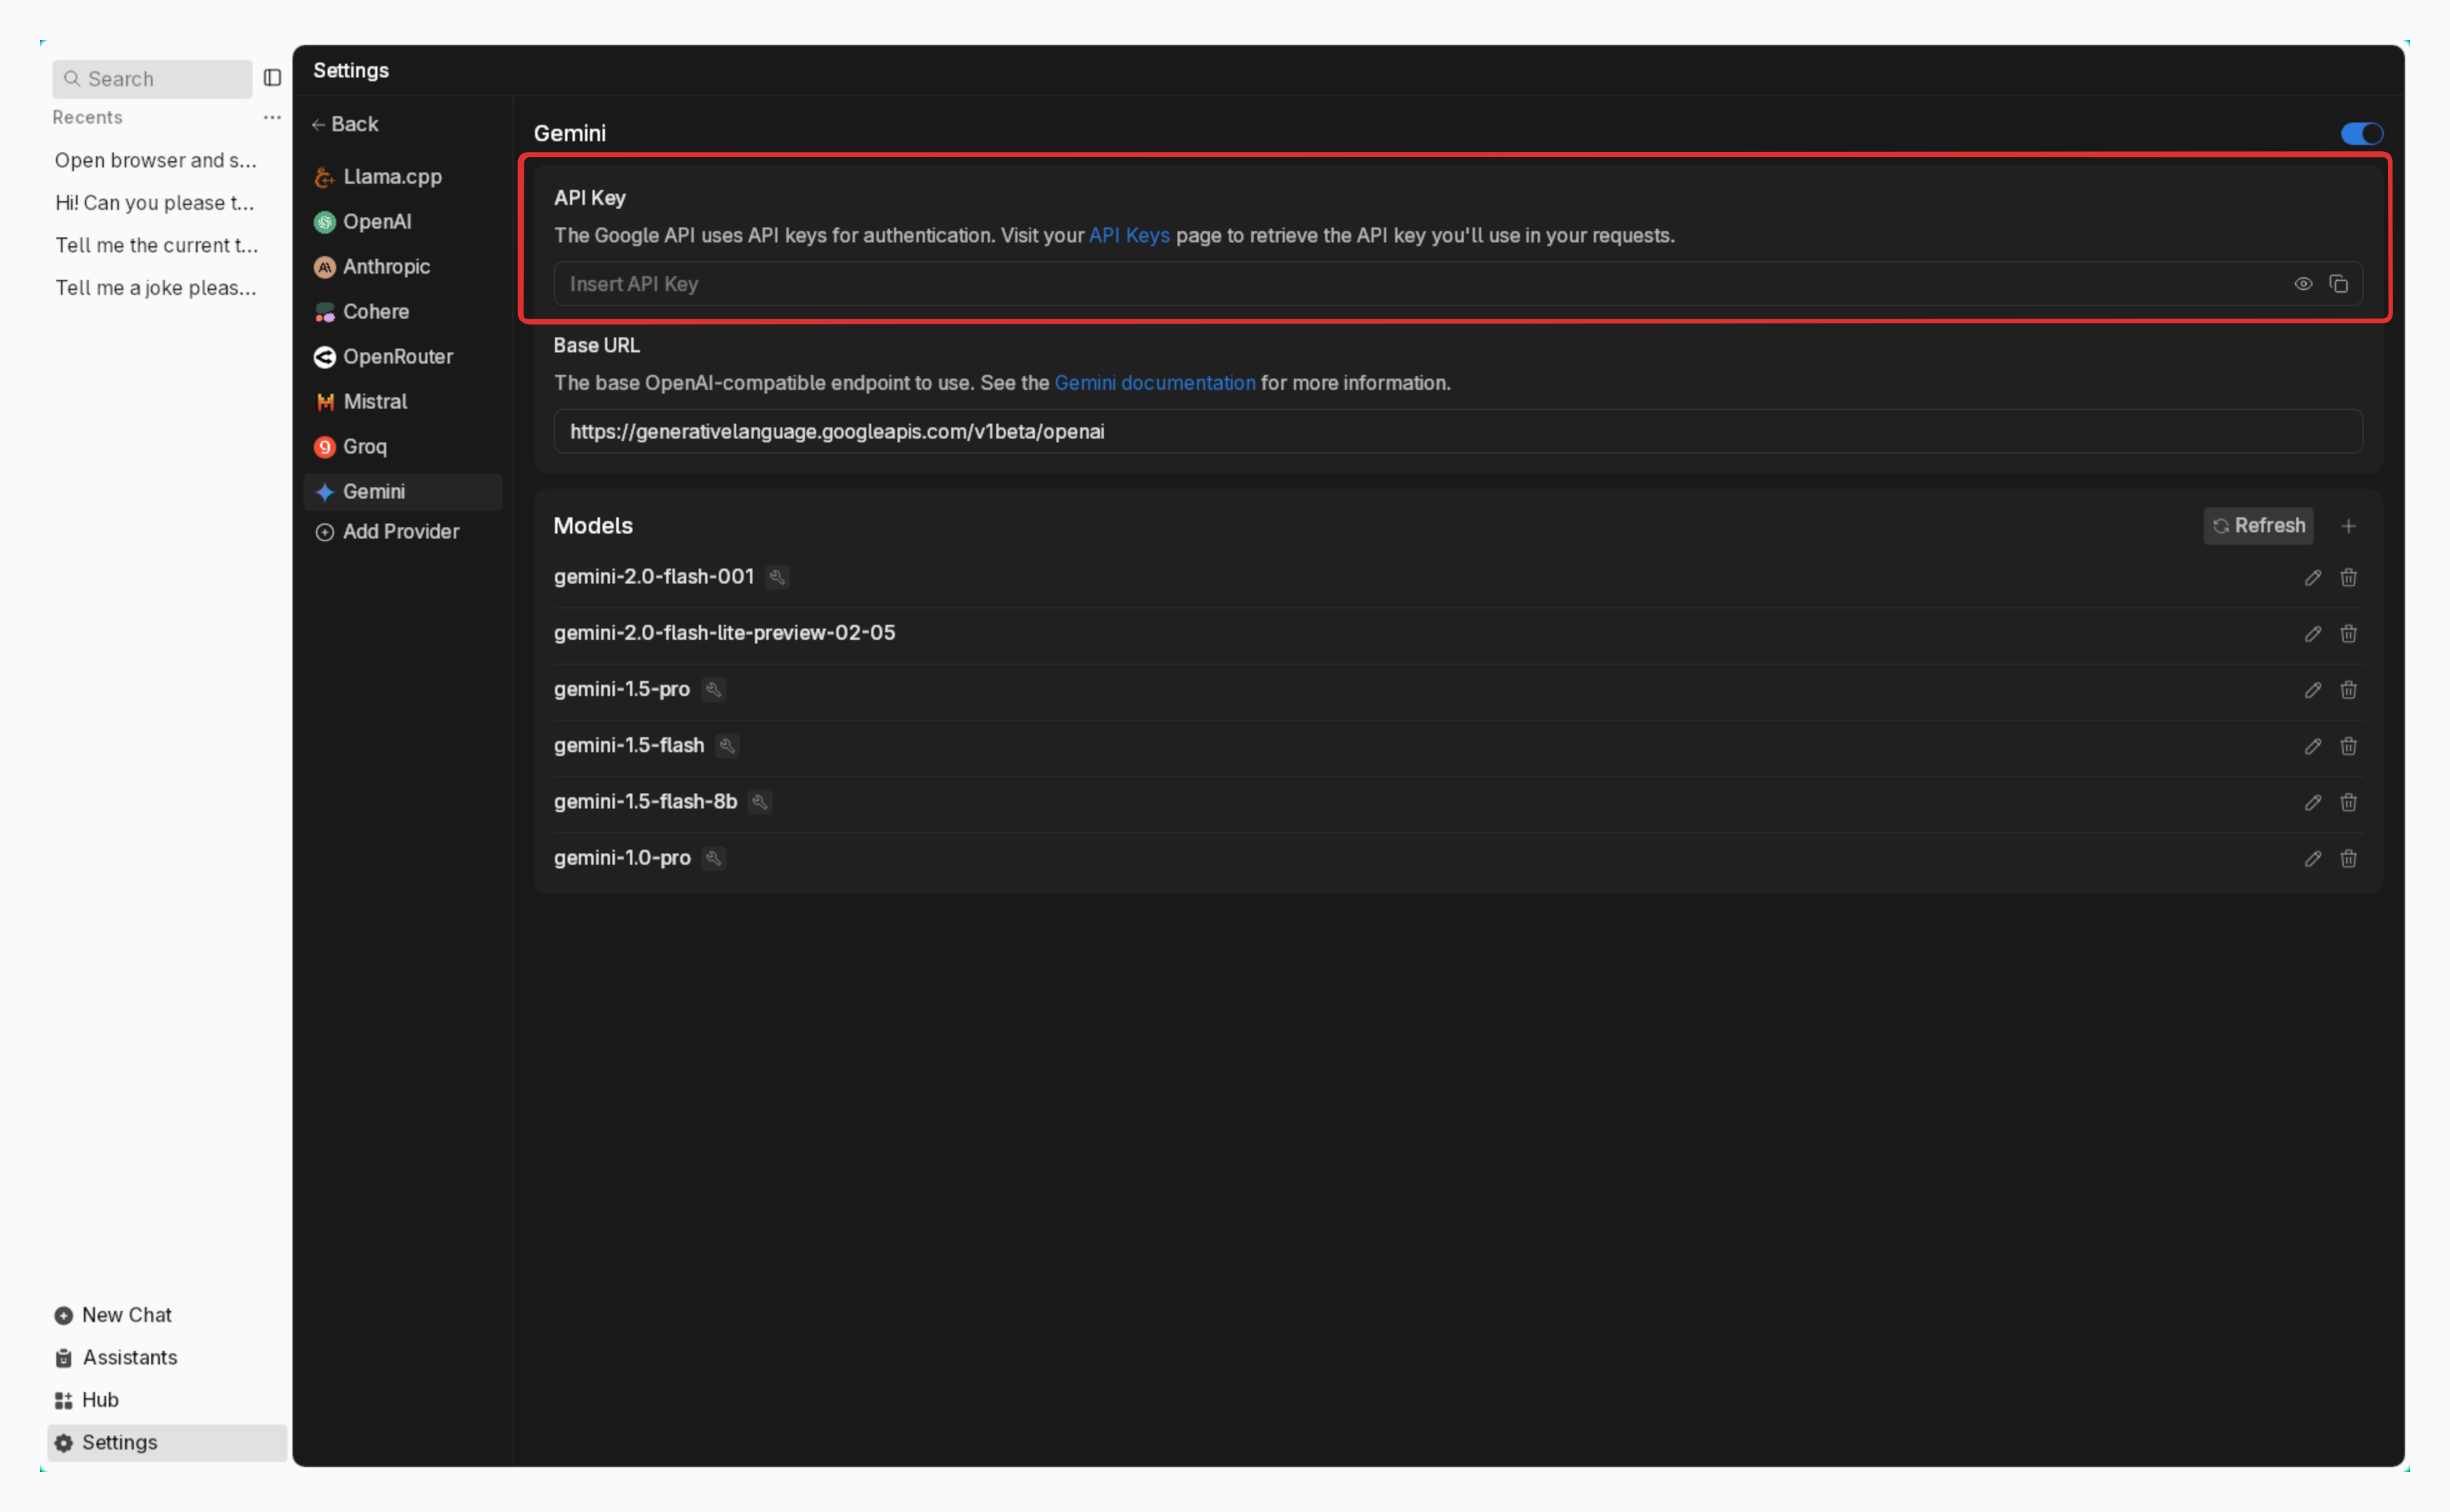 Search
Recents
Open browser and s...
Hi! Can you please t...
Tell me the current t...
Tell me a joke pleas...
New Chat
Assistants
Hub
Settings
Settings
Back
Llama.cpp
OpenAI
Anthropic
Cohere
OpenRouter
Mistral
Groq
Gemini
Add Provider
Gemini
API Key
The Google API uses API keys for authentication. Visit your API Keys page to retrieve the API key you'll use in your requests.
Insert API Key
Base URL
The base OpenAI-compatible endpoint to use. See the Gemini documentation for more information.
https://generativelanguage.googleapis.com/v1beta/openai
Models
Refresh
gemini-2.0-flash-001
gemini-2.0-flash-lite-preview-02-05
gemini-1.5-pro
gemini-1.5-flash
gemini-1.5-flash-8b
gemini-1.0-pro